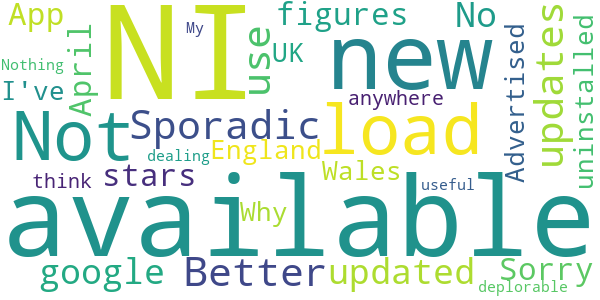 App
NI
My
figures
No
Nothing
UK
use
new
updates
uninstalled
Advertised
I've
April
anywhere
Not
Sporadic
load
dealing
England
think
stars
Wales
useful
available
Why
google
Better
updated
Sorry
deplorable